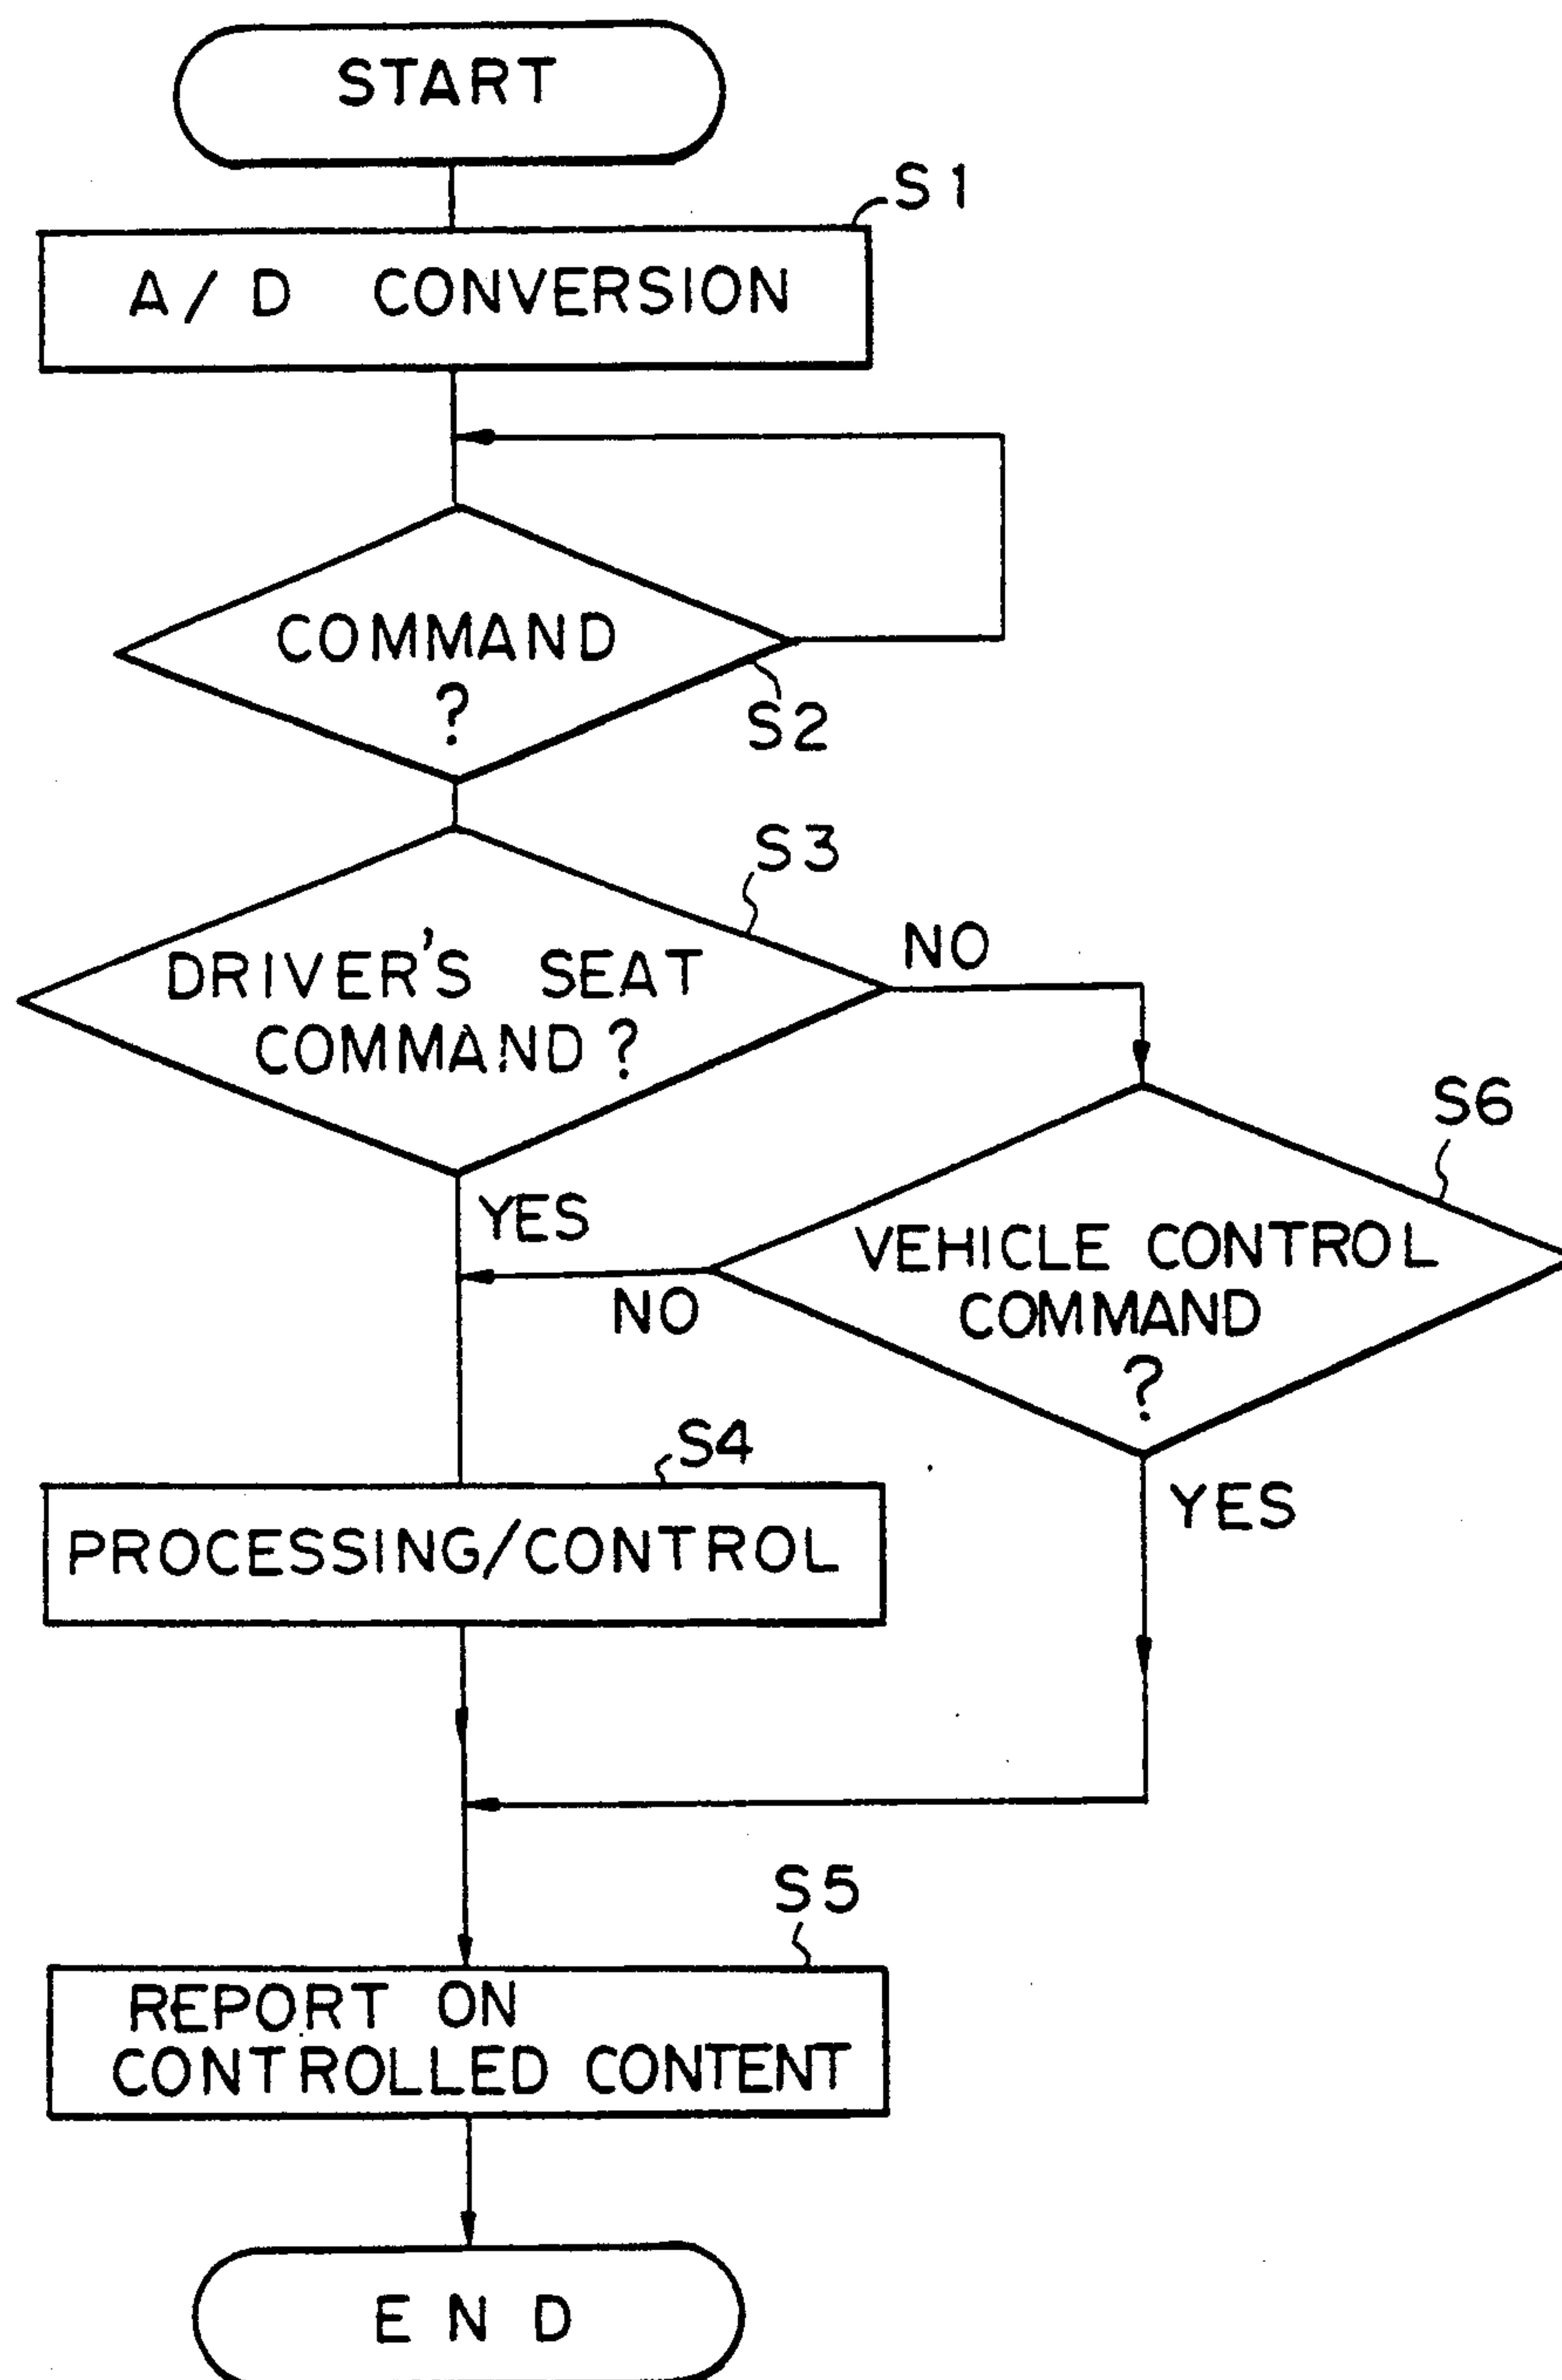 START
S1
A/D CONVERSION
COMMAND
?
S2
S3
DRIVER'S SEAT
COMMAND?
NO
S6
YES
VEHICLE CONTROL
COMMAND
?
NO
S4
YES
PROCESSING/CONTROL
S5
REPORT ON
CONTROLLED CONTENT
END